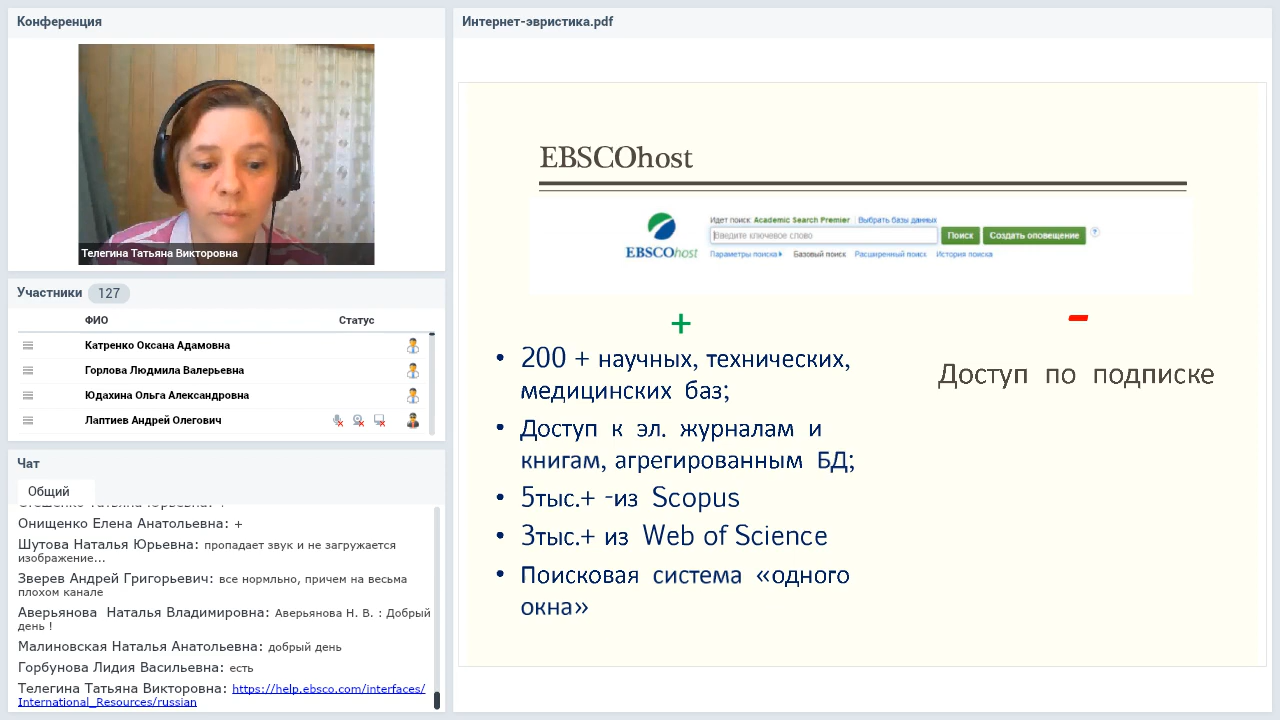 Конференция
Телегина Татьяна Викторовна
Участники 127
ФИО Статус
Катренко Оксана Адамовна
Горлова Людмила Валерьевна
Юдахина Ольга Александровна
Лаптиев Андрей Олегович
Чат
Общий
Онищенко Елена Анатольевна: +
Шутова Наталья Юрьевна: пропадает звук и не загружается
изображение...
Зверев Андрей Григорьевич: все нормльно, причем на весьма
плохом канале
Аверьянова Наталья Владимировна: Аверьянова Н. В. : Добрый
день !
Малиновская Наталья Анатольевна: добрый день
Горбунова Лидия Васильевна: есть
Телегина Татьяна Викторовна: https://help.ebsco.com/interfaces/
International_Resources/russian
Интернет-эвристика.pdf
EBSCOhost
Идет поиск: Academic Search Premier | Выбрать базы данных
EBSCOhost
Введите ключевое слово Поиск Создать оповещение ?
Параметры поиска Базовый поиск Расширенный поиск История поиска
+
• 200 + научных, технических,
медицинских баз;
• Доступ к эл. журналам и
книгам, агрегированным БД;
• 5тыс.+ -из Scopus
• 3тыс.+ из Web of Science
• Поисковая система «одного
окна»
-
Доступ по подписке